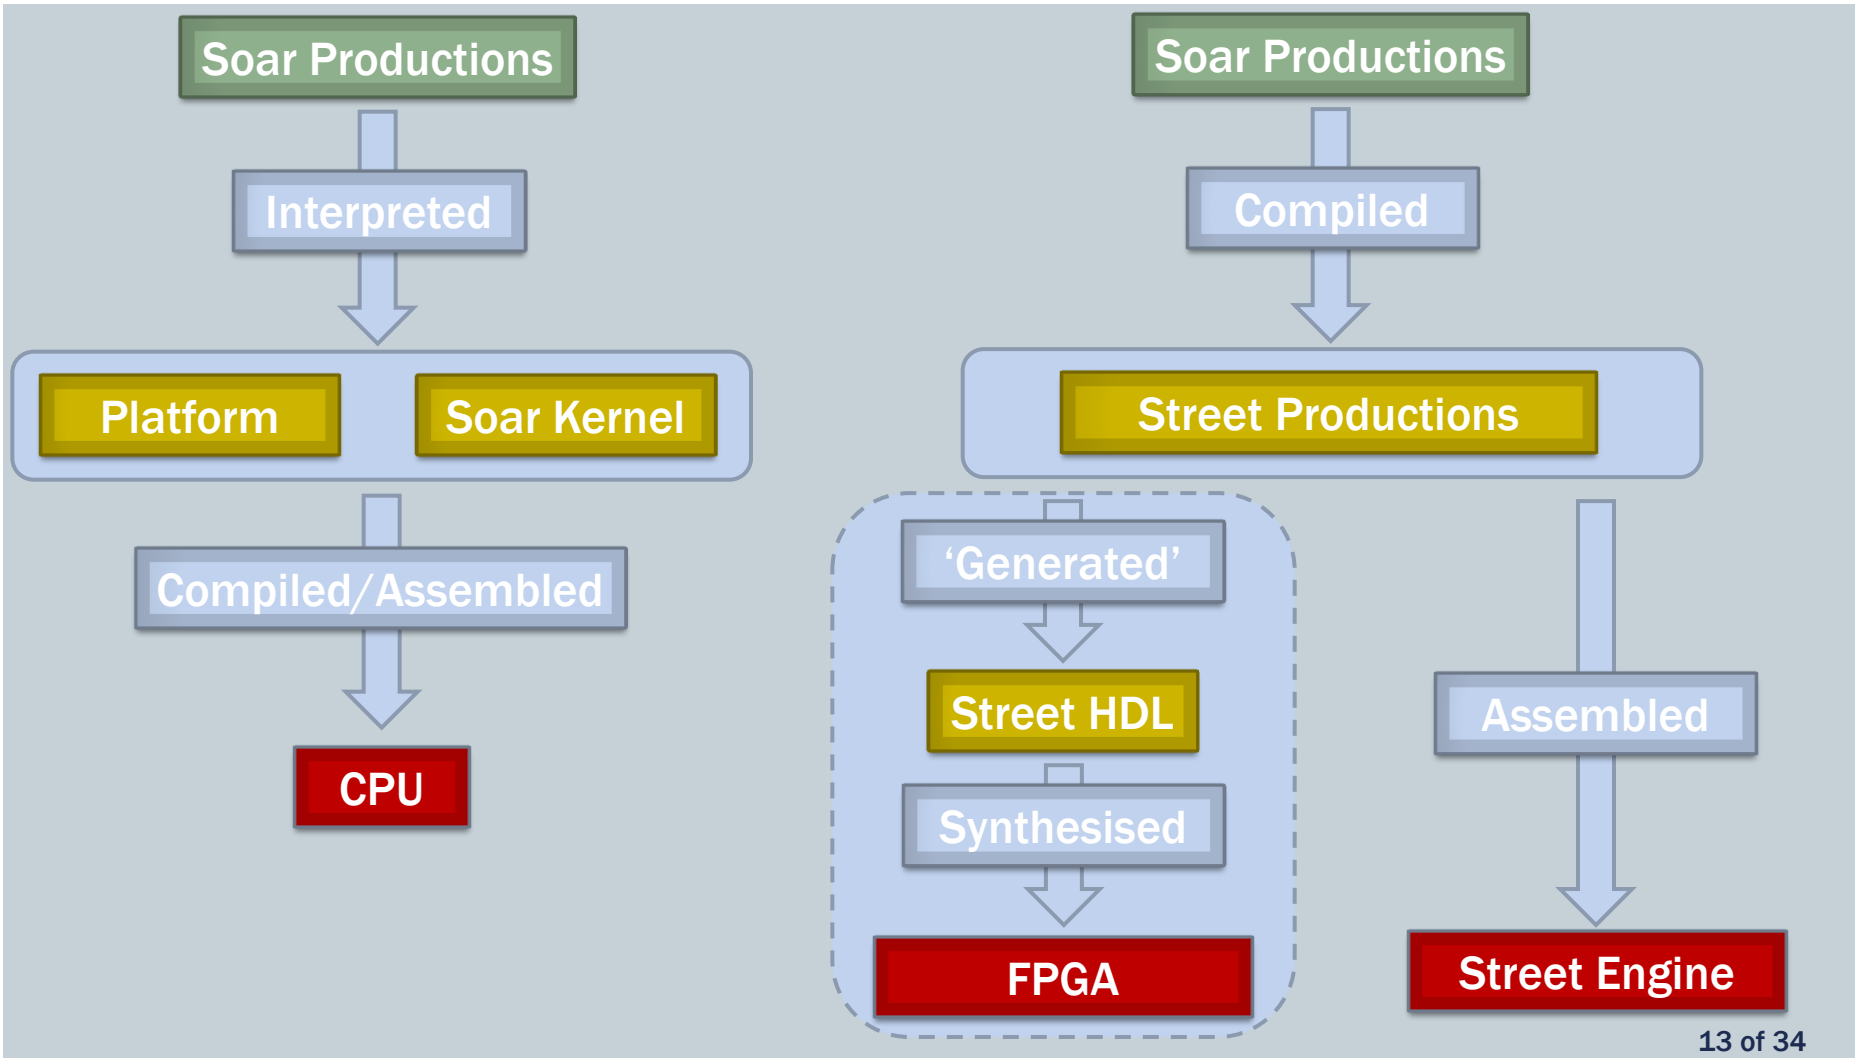 Soar Productions
Interpreted
Platform
Soar Kernel
Compiled/Assembled
CPU
Soar Productions
Compiled
Street Productions
‘Generated’
Street HDL
Synthesised
FPGA
Assembled
Street Engine
13 of 34